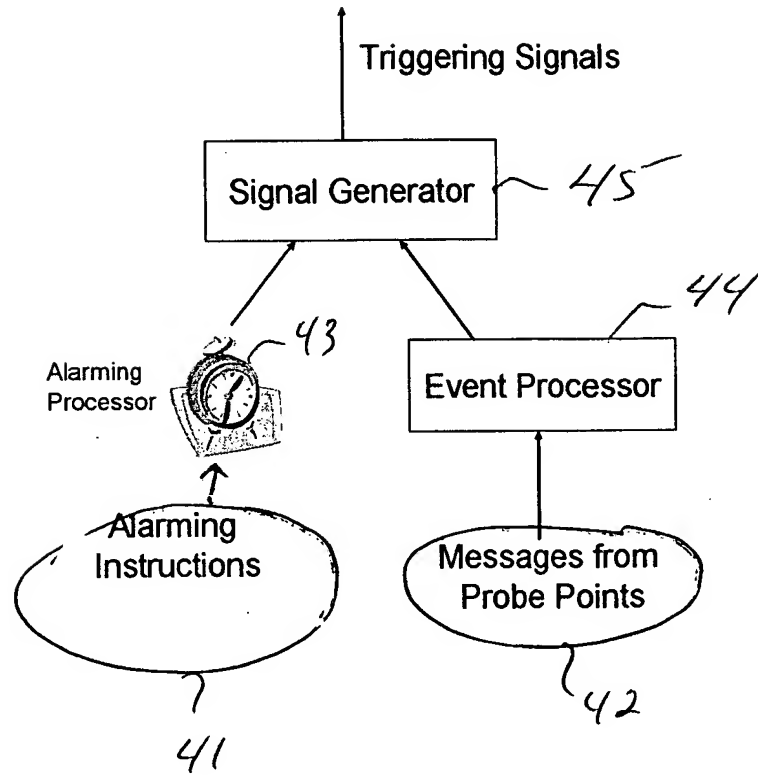 Triggering Signals
Signal Generator
45
44
43
Alarming
Processor
Event Processor
Alarming
Instructions
Messages from
Probe Points
42
41